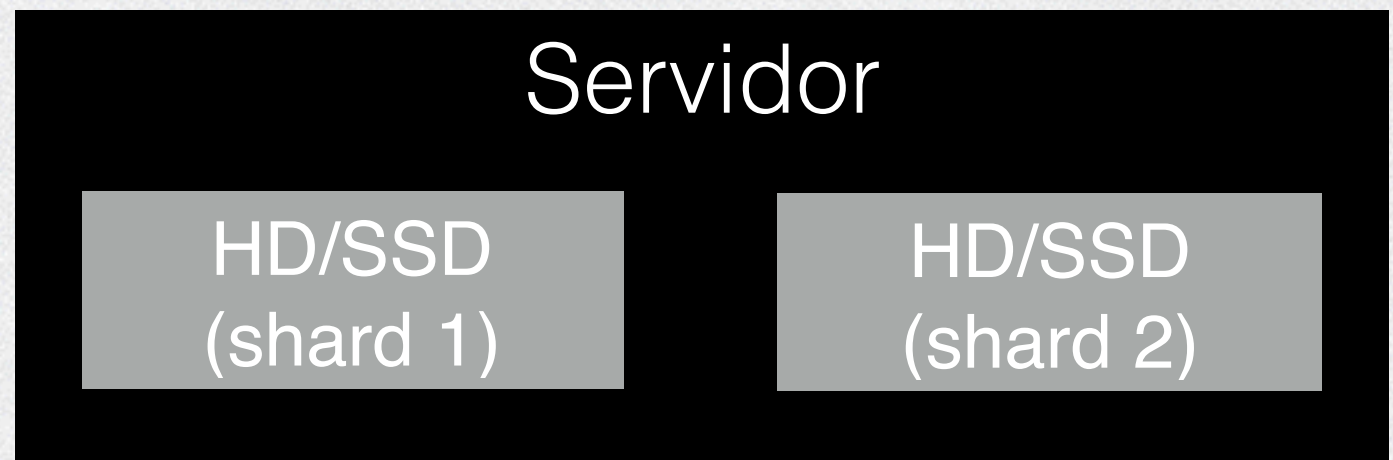 Servidor
HD/SSD
(shard 1)
HD/SSD
(shard 2)